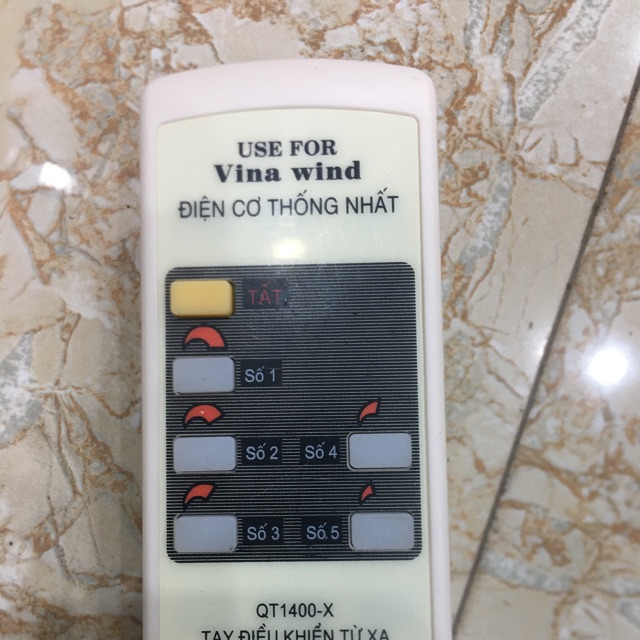 USE FOR
Vina wind
ĐIỆN CƠ THỐNG NHẤT
TẮT
Số 1
Số 2 Số 4
Số 3 Số 5
QT1400-X
TAY ĐIỀU KHIỂN TỪ XA